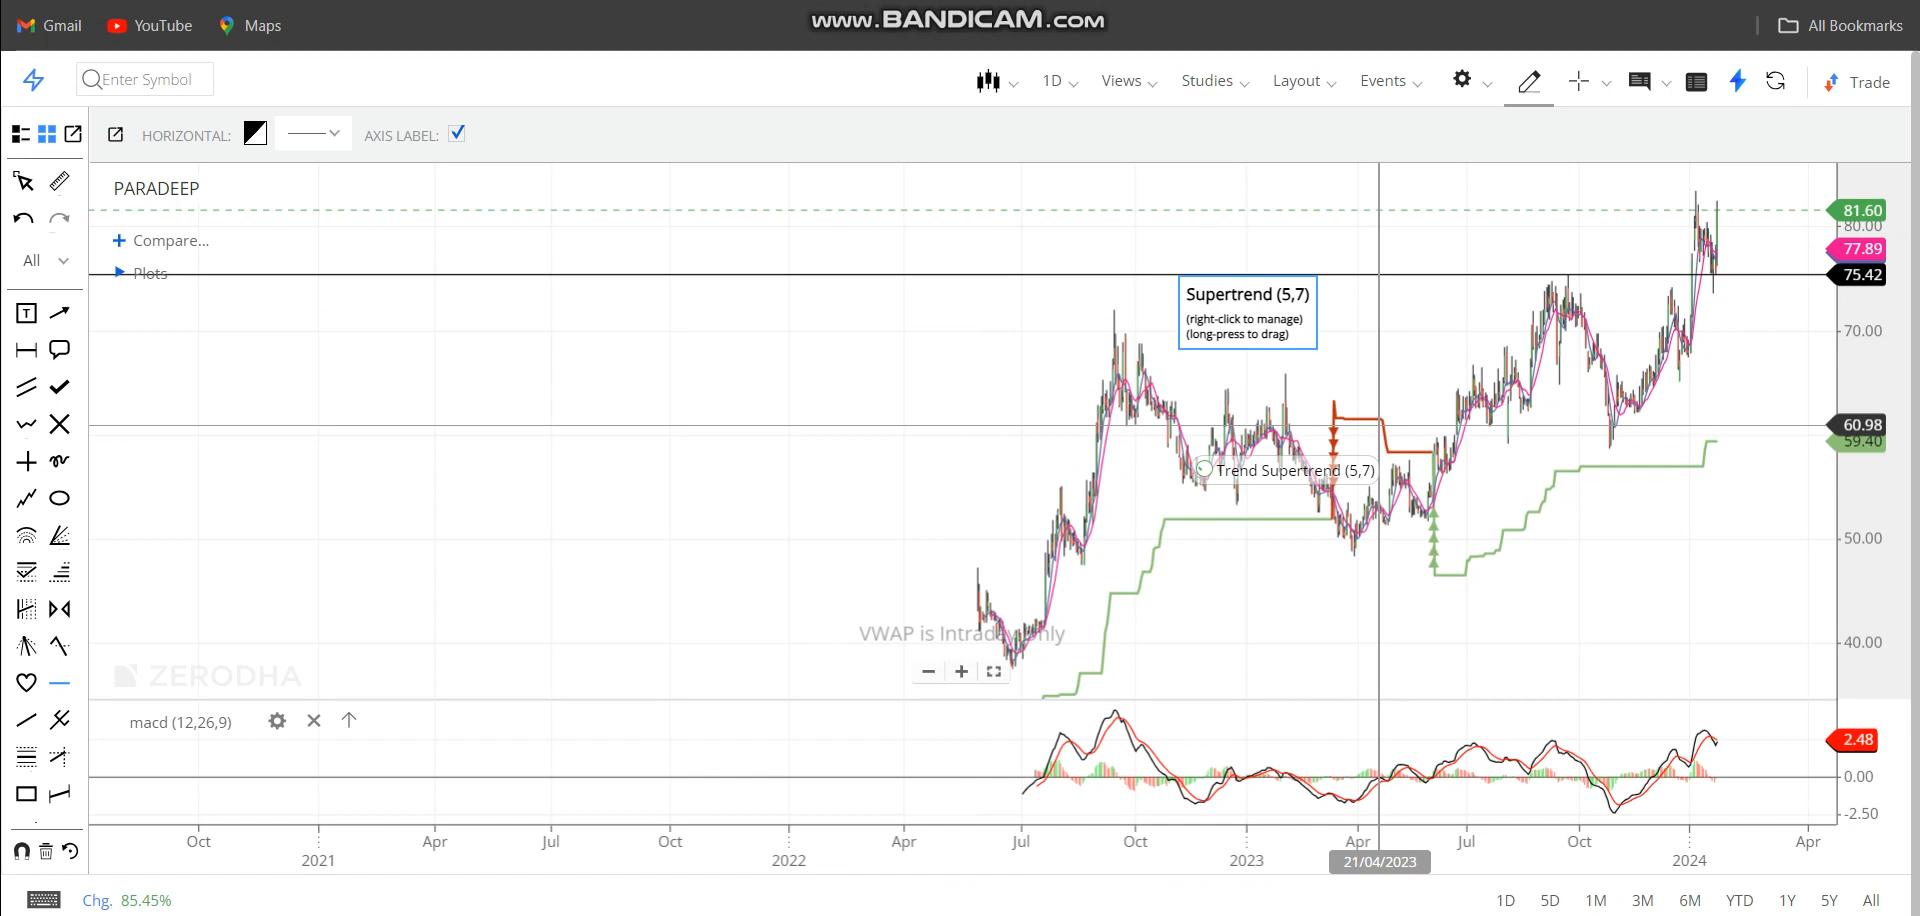 Gmail
YouTube
Maps
www.BANDICAM.COM
All Bookmarks
Enter Symbol
1D
Views
Studies
Layout
Events
Trade
HORIZONTAL:
AXIS LABEL:
PARADEEP
Compare...
Plots
All
T
81.60
80.00
77.89
75.42
70.00
60.98
59.40
50.00
40.00
Supertrend (5,7)
(right-click to manage)
(long-press to drag)
Trend Supertrend (5,7)
VWAP is Intraday Only
ZERODHA
macd (12,26,9)
2.48
0.00
-2.50
Oct
2021
Apr
Jul
Oct
2022
Apr
Jul
Oct
2023
Apr
21/04/2023
Jul
Oct
2024
Apr
Chg. 85.45%
1D
5D
1M
3M
6M
YTD
1Y
5Y
All